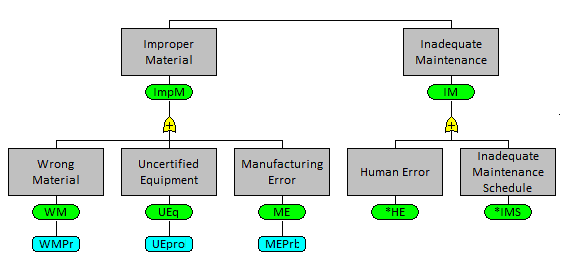 Improper
Material
Inadequate
Maintenance
ImpM
IM
+
+
Wrong
Material
Uncertified
Equipment
Manufacturing
Error
Human Error
Inadequate
Maintenance
Schedule
WM
UEq
ME
*HE
*IMS
WMPr
UEpro
MEPrb